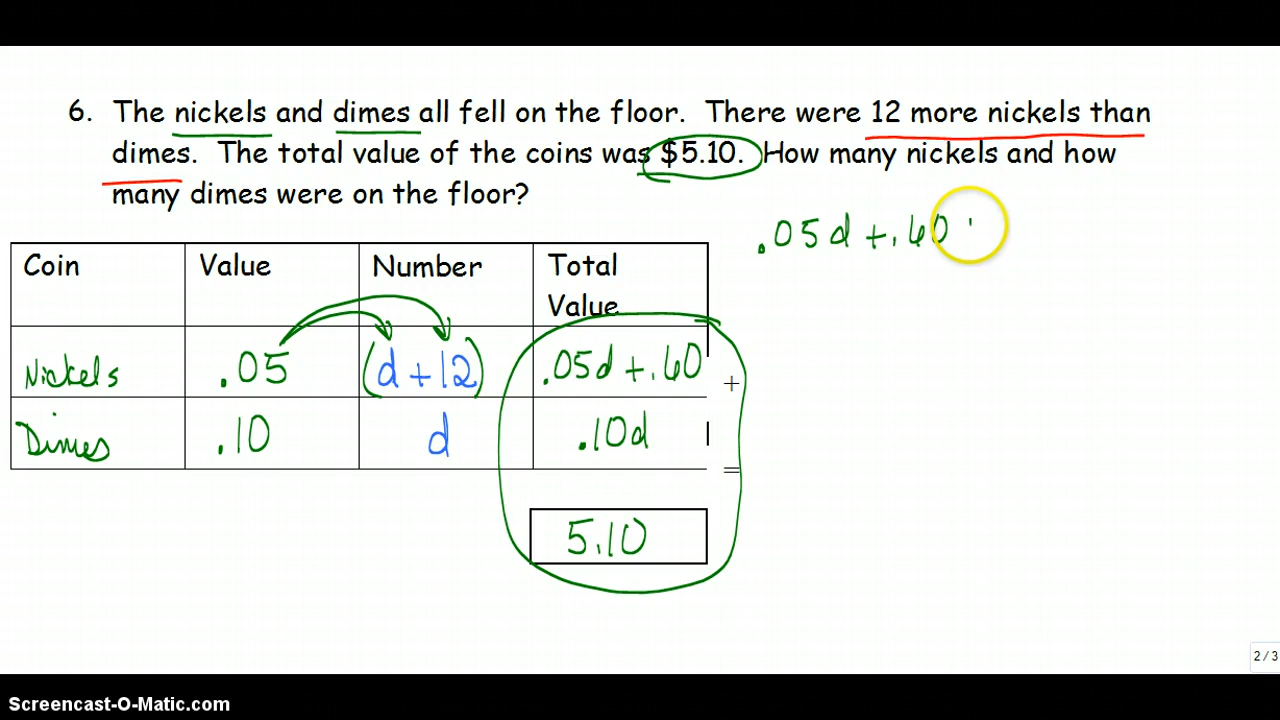 6. The nickels and dimes all fell on the floor. There were 12 more nickels than
dimes. The total value of the coins was $5.10. How many nickels and how
many dimes were on the floor?
.05d + .60
Coin Value Number Total
Value
Nickels .05 (d + 12) .05d + .60 +
Dimes .10 d .10d
=
5.10
2/3
Screencast-O-Matic.com